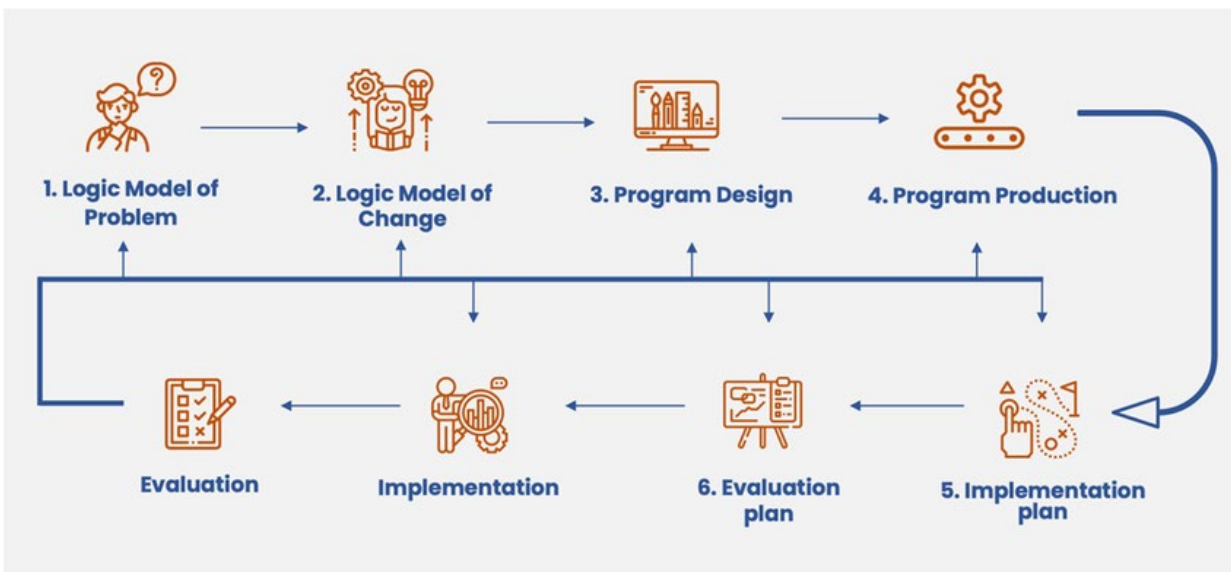 ?
1. Logic Model of
Problem
2. Logic Model of
Change
3. Program Design
4. Program Production
Evaluation
Implementation
6. Evaluation
plan
5. Implementation
plan